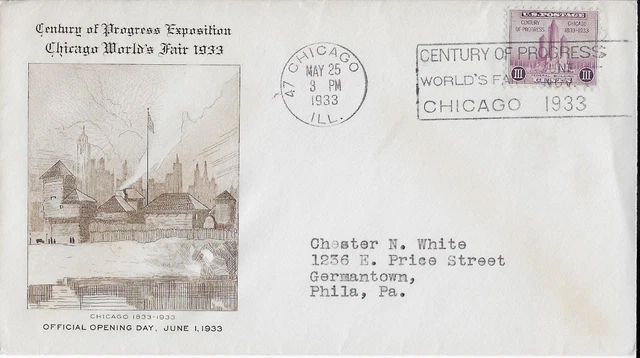 Century of Progress Exposition
Chicago World's Fair 1933
CHICAGO 1833-1933
OFFICIAL OPENING DAY, JUNE 1, 1933
47 CHICAGO
MAY 25
3 PM
1933
ILL.
U.S. POSTAGE
CENTURY OF PROGRESS
CHICAGO 1833-1933
III III
CENTURY OF PROGRESS
WORLD'S FA
NOV.
CHICAGO 1933
Chester N. White
1236 E. Price Street
Germantown,
Phila, Pa.